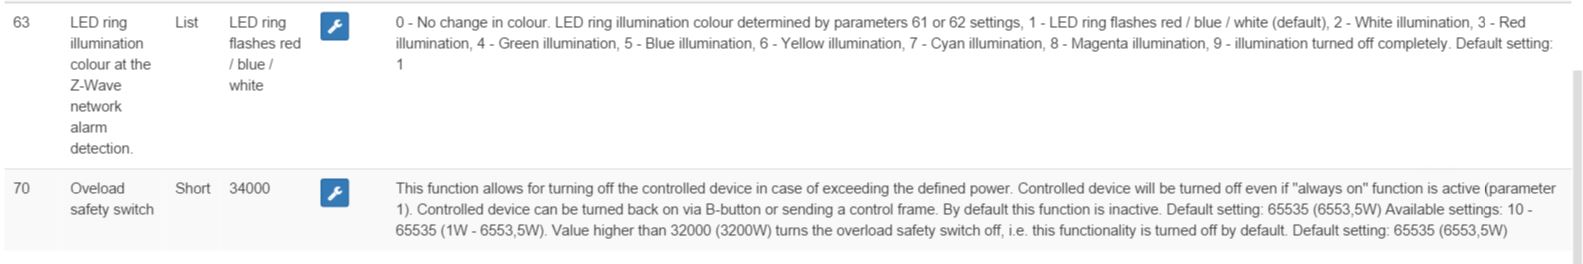 63
LED ring
illumination
colour at the
Z-Wave
network
alarm
detection.
List
LED ring
flashes red
/ blue /
white
0 - No change in colour. LED ring illumination colour determined by parameters 61 or 62 settings, 1 - LED ring flashes red / blue / white (default), 2 - White illumination, 3 - Red
illumination, 4 - Green illumination, 5 - Blue illumination, 6 - Yellow illumination, 7 - Cyan illumination, 8 - Magenta illumination, 9 - illumination turned off completely. Default setting:
1
70
Oveload
safety switch
Short
34000
This function allows for turning off the controlled device in case of exceeding the defined power. Controlled device will be turned off even if "always on" function is active (parameter
1). Controlled device can be turned back on via B-button or sending a control frame. By default this function is inactive. Default setting: 65535 (6553,5W) Available settings: 10 -
65535 (1W - 6553,5W). Value higher than 32000 (3200W) turns the overload safety switch off, i.e. this functionality is turned off by default. Default setting: 65535 (6553,5W)